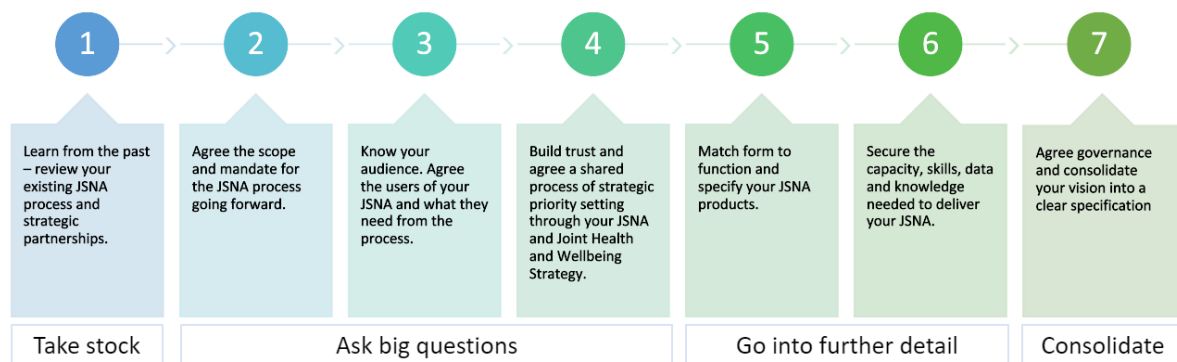 1
2
3
4
5
6
7
Learn from the past
– review your
existing JSNA
process and
strategic
partnerships.
Agree the scope
and mandate for
the JSNA process
going forward.
Know your
audience. Agree
the users of your
JSNA and what they
need from the
process.
Build trust and
agree a shared
process of strategic
priority setting
through your JSNA
and Joint Health
and Wellbeing
Strategy.
Match form to
function and
specify your JSNA
products.
Secure the
capacity, skills, data
and knowledge
needed to deliver
your JSNA.
Agree governance
and consolidate
your vision into a
clear specification
Take stock
Ask big questions
Go into further detail
Consolidate